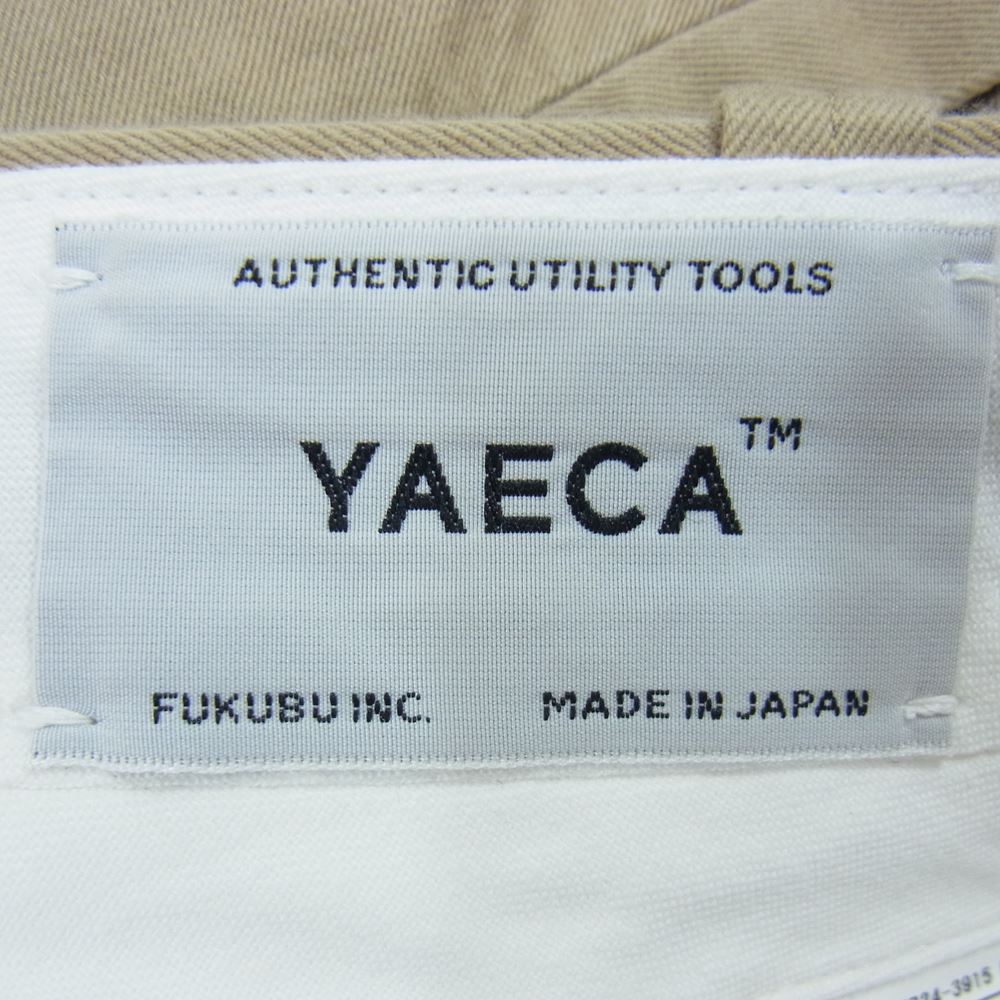 AUTHENTIC UTILITY TOOLS
YAECA™
FUKUBU INC. MADE IN JAPAN